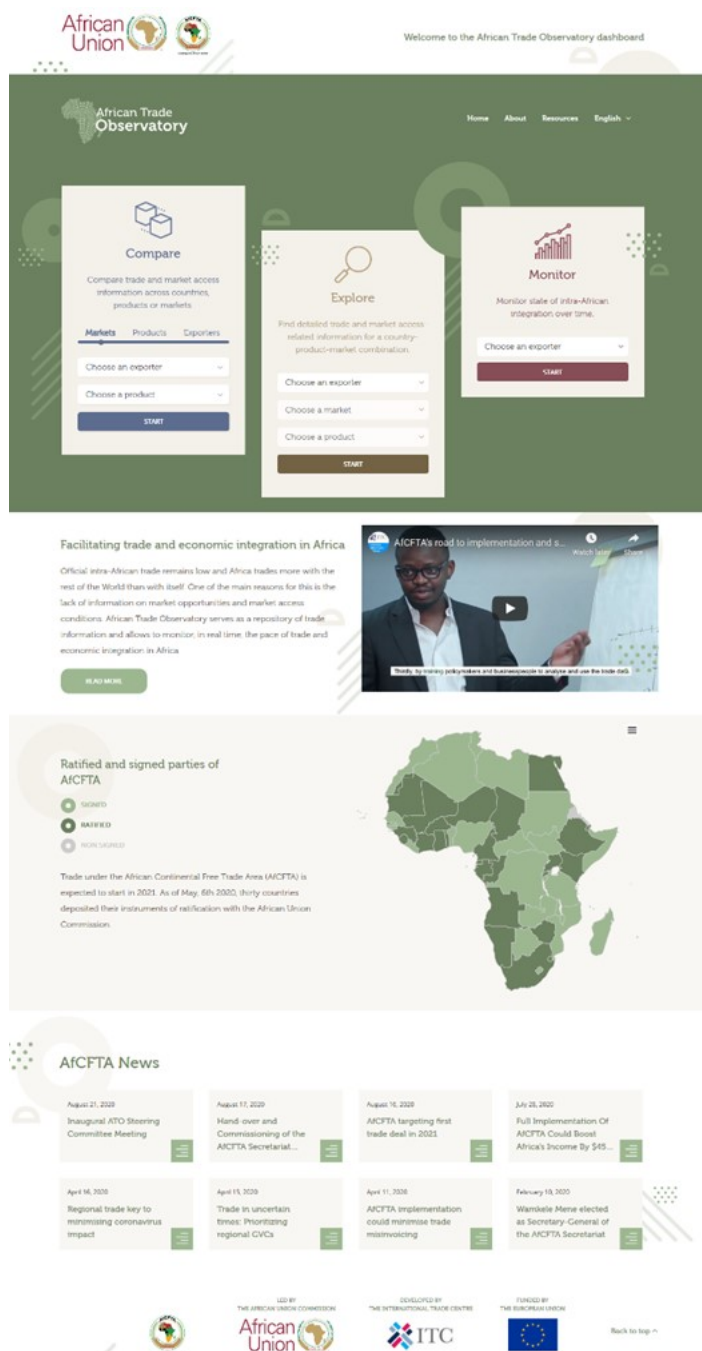 African
Union
Welcome to the African Trade Observatory dashboard
African Trade
Observatory
Home About Resources English
Compare
Compare trade and market access
information across countries,
products or markets.
Markets Products Exporters
Choose an exporter
Choose a product
START
Explore
Find detailed trade and market access
related information for a country-
product-market combination.
Choose an exporter
Choose a market
Choose a product
START
Monitor
Monitor state of intra-African
integration over time.
Choose an exporter
START
Facilitating trade and economic integration in Africa
Official intra-African trade remains low and Africa trades more with the
rest of the World than with itself. One of the main reasons for this is the
lack of information on market opportunities and market access
conditions. African Trade Observatory serves as a repository of trade
information and allows to monitor, in real time, the pace of trade and
economic integration in Africa
READ MORE
AfCFTA's road to implementation and s...
Watch later Share
Thirdly, by training policymakers and businesspeople to analyse and use the trade data.
Ratified and signed parties of
AfCFTA
SIGNED
RATIFIED
NON SIGNED
Trade under the African Continental Free Trade Area (AfCFTA) is
expected to start in 2021. As of May, 6th 2020, thirty countries
deposited their instruments of ratification with the African Union
Commission.
AfCFTA News
August 21, 2020
Inaugural ATO Steering
Committee Meeting
August 17, 2020
Hand-over and
Commissioning of the
AfCFTA Secretariat...
August 16, 2020
AfCFTA targeting first
trade deal in 2021
July 28, 2020
Full Implementation Of
AfCFTA Could Boost
Africa's Income By $45...
April 16, 2020
Regional trade key to
minimising coronavirus
impact
April 15, 2020
Trade in uncertain
times: Prioritizing
regional GVCs
April 11, 2020
AfCFTA implementation
could minimise trade
misinvoicing
February 10, 2020
Wamkele Mene elected
as Secretary-General of
the AfCFTA Secretariat
LED BY
THE AFRICAN UNION COMMISSION
African
Union
DEVELOPED BY
THE INTERNATIONAL TRADE CENTRE
ITC
FUNDED BY
THE EUROPEAN UNION
Back to top